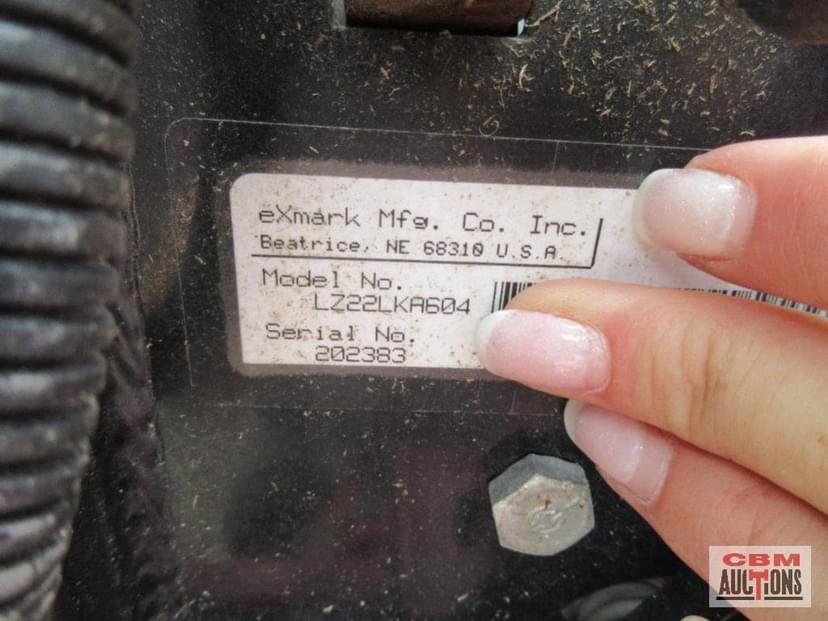 eXmark Mfg. Co. Inc.
Beatrice, NE 68310 U.S.A.
Model No.
LZ22LKA604
Serial No.
202383
CBM
AUCTIONS